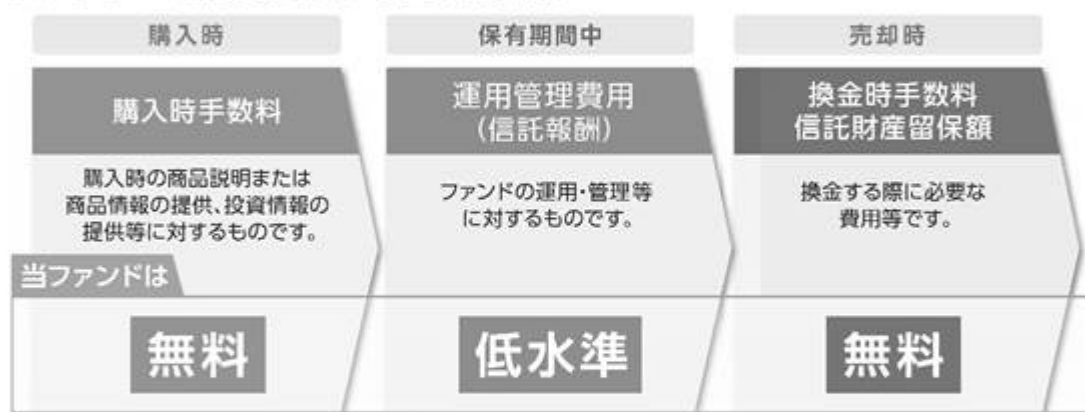 購入時
保有期間中
売却時
購入時手数料
運用管理費用
(信託報酬)
換金時手数料
信託財産留保額
購入時の商品説明または
商品情報の提供、投資情報の
提供等に対するものです。
ファンドの運用・管理等
に対するものです。
換金する際に必要な
費用等です。
当ファンドは
無料
低水準
無料